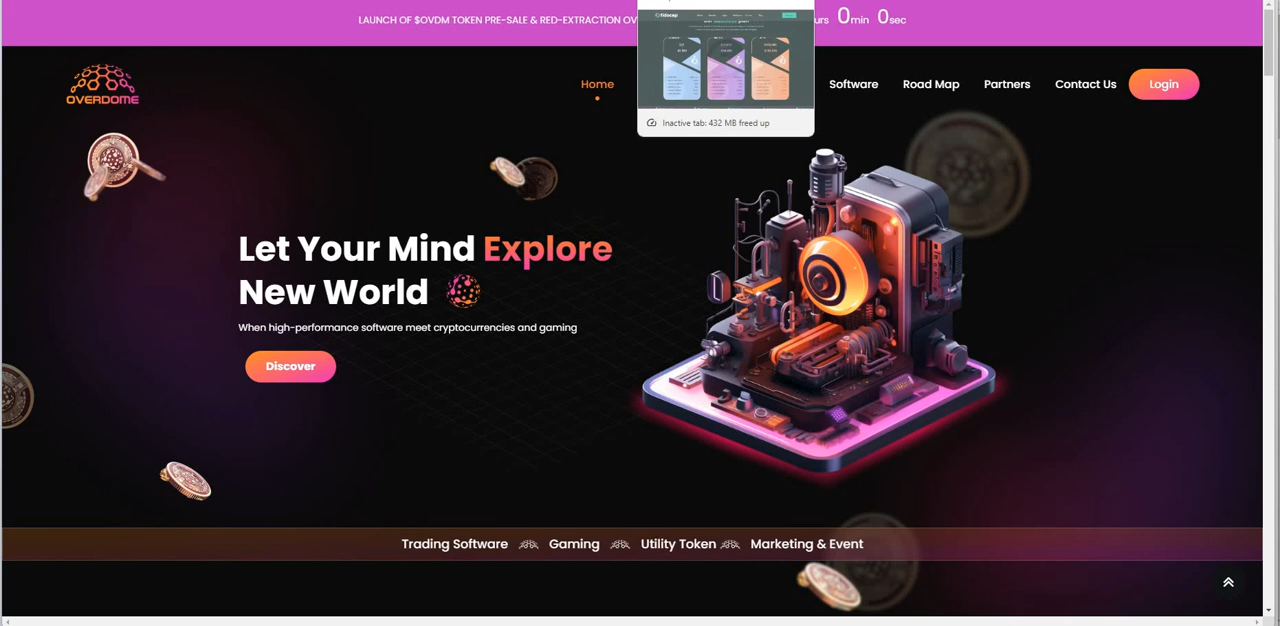 LAUNCH OF $OVDM TOKEN PRE-SALE & RED-EXTRACTION OV
urs 0min 0sec
fidocap
OVERDOME
Home
Software
Road Map
Partners
Contact Us
Login
Inactive tab: 432 MB freed up
Let Your Mind Explore
New World
When high-performance software meet cryptocurrencies and gaming
Discover
Trading Software
Gaming
Utility Token
Marketing & Event